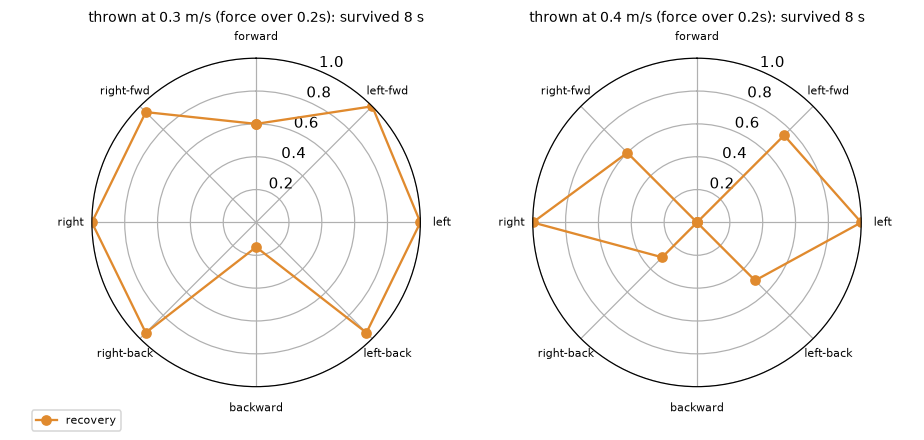 thrown at 0.3 m/s (force over 0.2s): survived 8 s
forward
right-fwd
left-fwd
right
left
right-back
left-back
backward
1.0
0.8
0.6
0.4
0.2
recovery
thrown at 0.4 m/s (force over 0.2s): survived 8 s
forward
right-fwd
left-fwd
right
left
right-back
left-back
backward
1.0
0.8
0.6
0.4
0.2